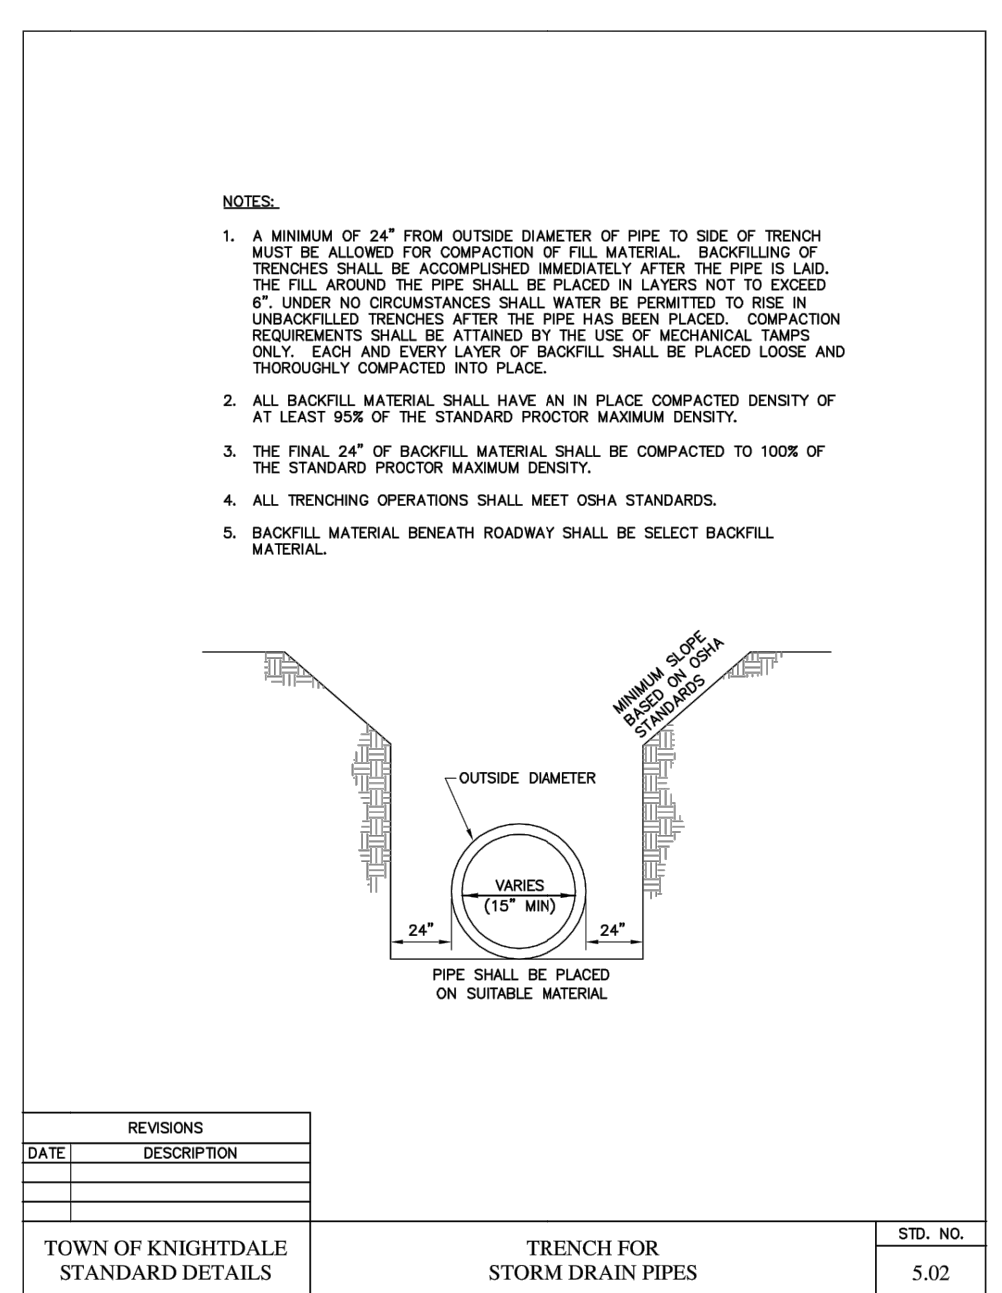 NOTES:
1. A MINIMUM OF 24" FROM OUTSIDE DIAMETER OF PIPE TO SIDE OF TRENCH
MUST BE ALLOWED FOR COMPACTION OF FILL MATERIAL. BACKFILLING OF
TRENCHES SHALL BE ACCOMPLISHED IMMEDIATELY AFTER THE PIPE IS LAID.
THE FILL AROUND THE PIPE SHALL BE PLACED IN LAYERS NOT TO EXCEED
6". UNDER NO CIRCUMSTANCES SHALL WATER BE PERMITTED TO RISE IN
UNBACKFILLED TRENCHES AFTER THE PIPE HAS BEEN PLACED. COMPACTION
REQUIREMENTS SHALL BE ATTAINED BY THE USE OF MECHANICAL TAMPS
ONLY. EACH AND EVERY LAYER OF BACKFILL SHALL BE PLACED LOOSE AND
THOROUGHLY COMPACTED INTO PLACE.
2. ALL BACKFILL MATERIAL SHALL HAVE AN IN PLACE COMPACTED DENSITY OF
AT LEAST 95% OF THE STANDARD PROCTOR MAXIMUM DENSITY.
3. THE FINAL 24" OF BACKFILL MATERIAL SHALL BE COMPACTED TO 100% OF
THE STANDARD PROCTOR MAXIMUM DENSITY.
4. ALL TRENCHING OPERATIONS SHALL MEET OSHA STANDARDS.
5. BACKFILL MATERIAL BENEATH ROADWAY SHALL BE SELECT BACKFILL
MATERIAL.
MINIMUM SLOPE
BASED ON OSHA
STANDARDS
OUTSIDE DIAMETER
VARIES
(15" MIN)
24"
24"
PIPE SHALL BE PLACED
ON SUITABLE MATERIAL
REVISIONS
DATE DESCRIPTION
TOWN OF KNIGHTDALE
STANDARD DETAILS
TRENCH FOR
STORM DRAIN PIPES
STD. NO.
5.02